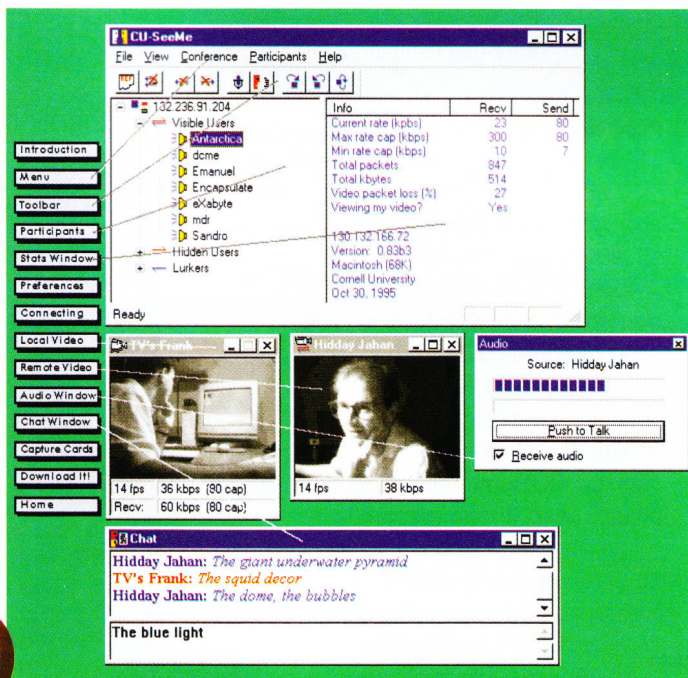 CU-SeeMe
File View Conference Participants Help
132.236.91.204
Visible Users
Antarctica
dcme
Emanuel
Encapsulate
eXabyte
mdr
Sandro
Hidden Users
Lurkers
Info Recv Send
Current rate (kpbs) 23 80
Max rate cap (kbps) 300 80
Min rate cap (kbps) 10 7
Total packets 847
Total kbytes 514
Video packet loss (%) 27
Viewing my video? Yes
130.132.166.72
Version: 0.83b3
Macintosh (68K)
Cornell University
Oct 30, 1995
Ready
Introduction
Menu
Toolbar
Participants
Stats Window
Preferences
Connecting
Local Video
Remote Video
Audio Window
Chat Window
Capture Cards
Download It!
Home
TV's Frank
14 fps 36 kbps (90 cap)
Recv: 60 kbps (80 cap)
Hidday Jahan
14 fps 38 kbps
Audio
Source: Hidday Jahan
Push to Talk
Receive audio
Chat
Hidday Jahan: The giant underwater pyramid
TV's Frank: The squid decor
Hidday Jahan: The dome, the bubbles
The blue light